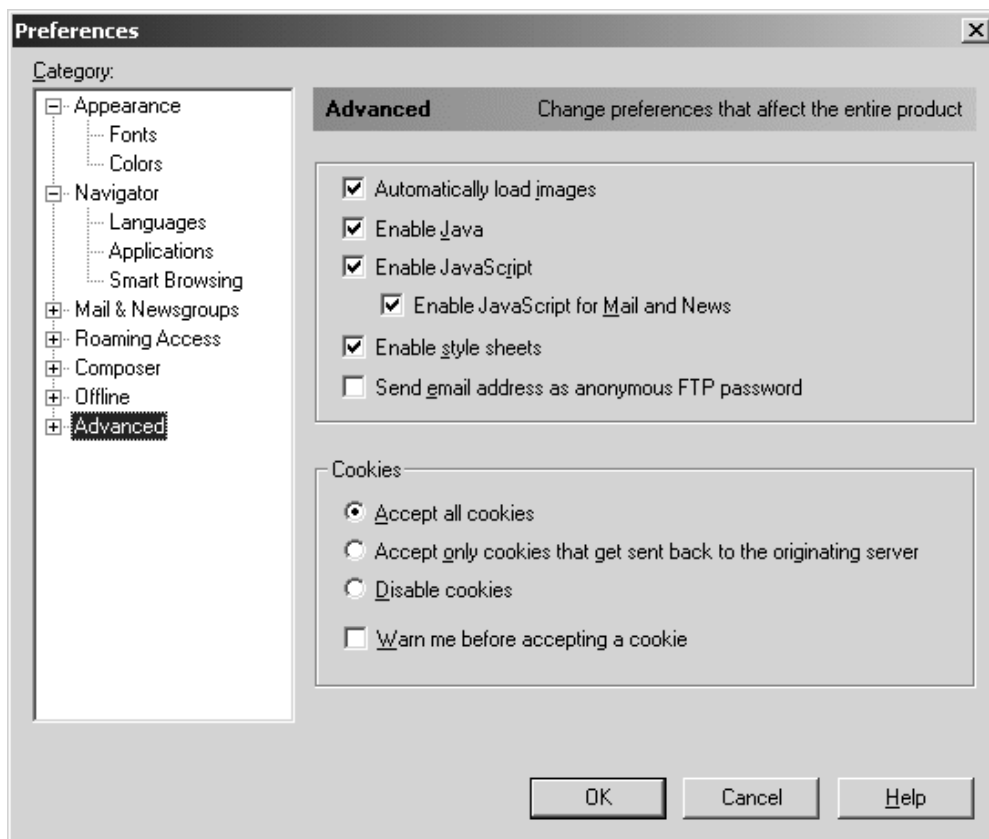 Preferences
Category:
Appearance
Fonts
Colors
Navigator
Languages
Applications
Smart Browsing
Mail & Newsgroups
Roaming Access
Composer
Offline
Advanced
Advanced Change preferences that affect the entire product
Automatically load images
Enable Java
Enable JavaScript
Enable JavaScript for Mail and News
Enable style sheets
Send email address as anonymous FTP password
Cookies
Accept all cookies
Accept only cookies that get sent back to the originating server
Disable cookies
Warn me before accepting a cookie
OK Cancel Help